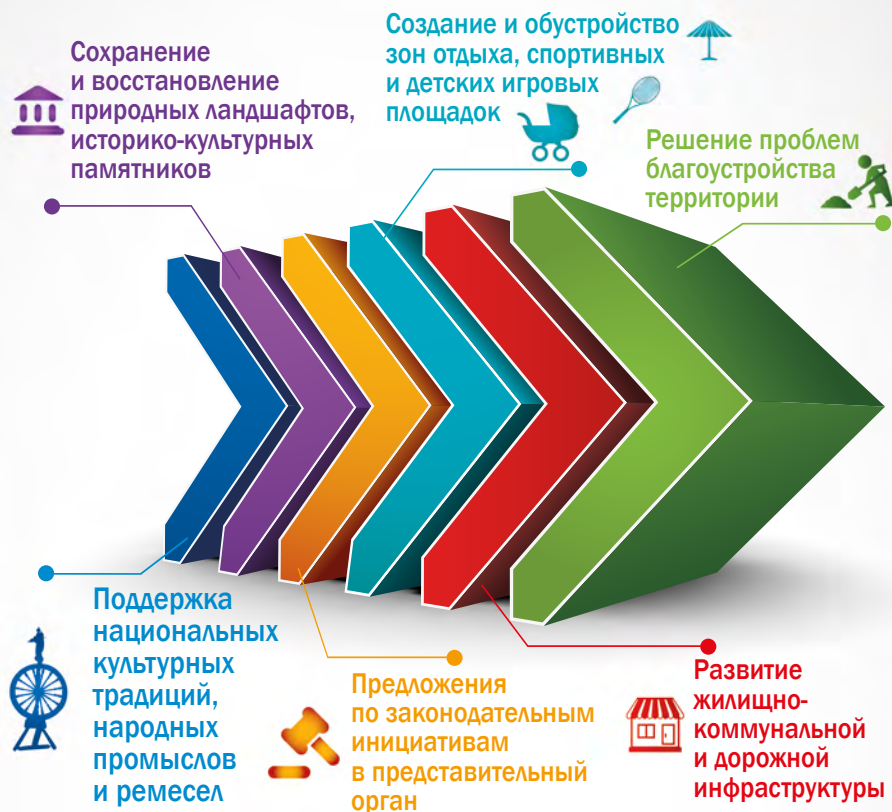 Сохранение
и восстановление
природных ландшафтов,
историко-культурных
памятников
Создание и обустройство
зон отдыха, спортивных
и детских игровых
площадок
Решение проблем
благоустройства
территории
Поддержка
национальных
культурных
традиций,
народных
промыслов
и ремесел
Предложения
по законодательным
инициативам
в представительный
орган
Развитие
жилищно-
коммунальной
и дорожной
инфраструктуры